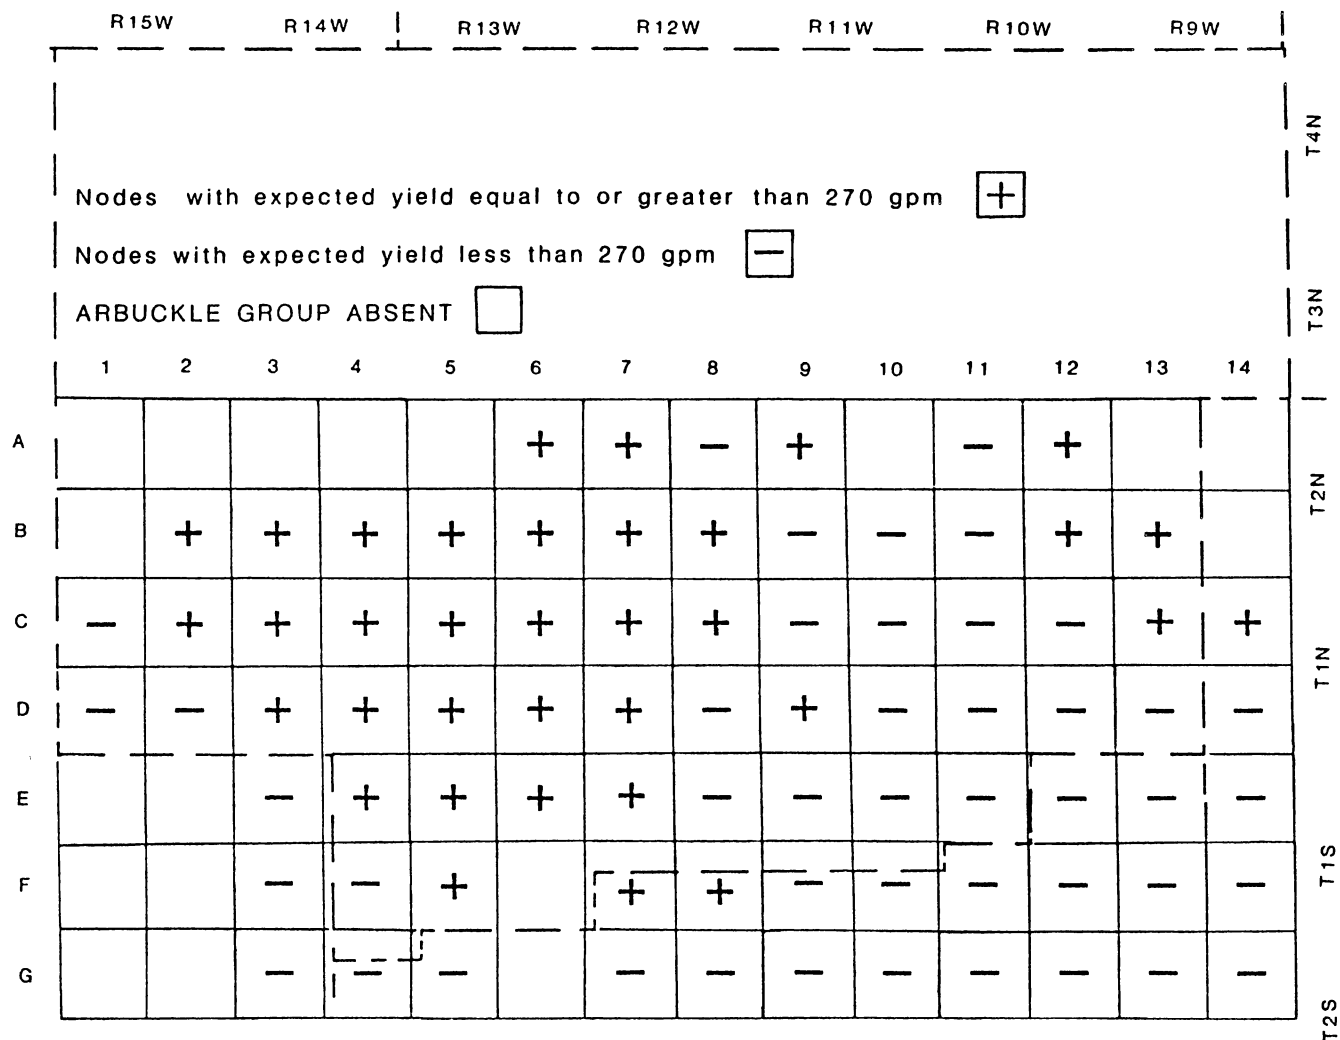 R15W R14W R13W R12W R11W R10W R9W
T4N
Nodes with expected yield equal to or greater than 270 gpm +
Nodes with expected yield less than 270 gpm −
T3N
ARBUCKLE GROUP ABSENT
1 2 3 4 5 6 7 8 9 10 11 12 13 14
A + + − + − +
T2N
B + + + + + + + − − − + +
C − + + + + + + + − − − − + +
T1N
D − − + + + + + − + − − − − −
E − + + + + − − − − − − −
T1S
F − − + + + − − − − − −
G − − − − − − − − − − −
T2S